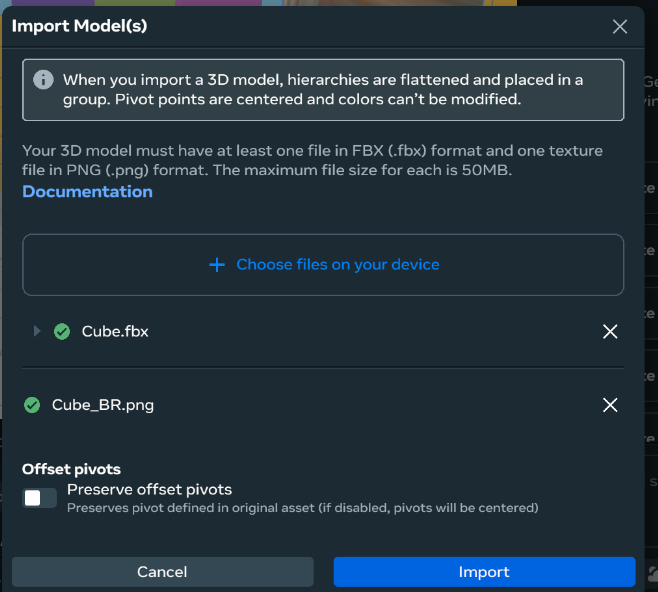 Import Model(s)
When you import a 3D model, hierarchies are flattened and placed in a
group. Pivot points are centered and colors can't be modified.
Your 3D model must have at least one file in FBX (.fbx) format and one texture
file in PNG (.png) format. The maximum file size for each is 50MB.
Documentation
+ Choose files on your device
Cube.fbx
Cube_BR.png
Offset pivots
Preserve offset pivots
Preserves pivot defined in original asset (if disabled, pivots will be centered)
Cancel
Import